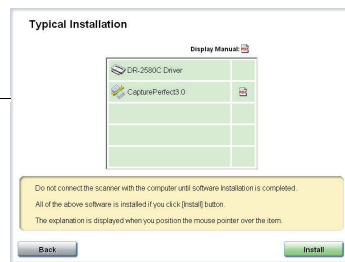 Typical Installation
Display Manual:
DR-2580C Driver
CapturePerfect3.0
Do not connect the scanner with the computer until software Installation is completed.
All of the above software is installed if you click [Install] button.
The explanation is displayed when you position the mouse pointer over the item.
Back
Install